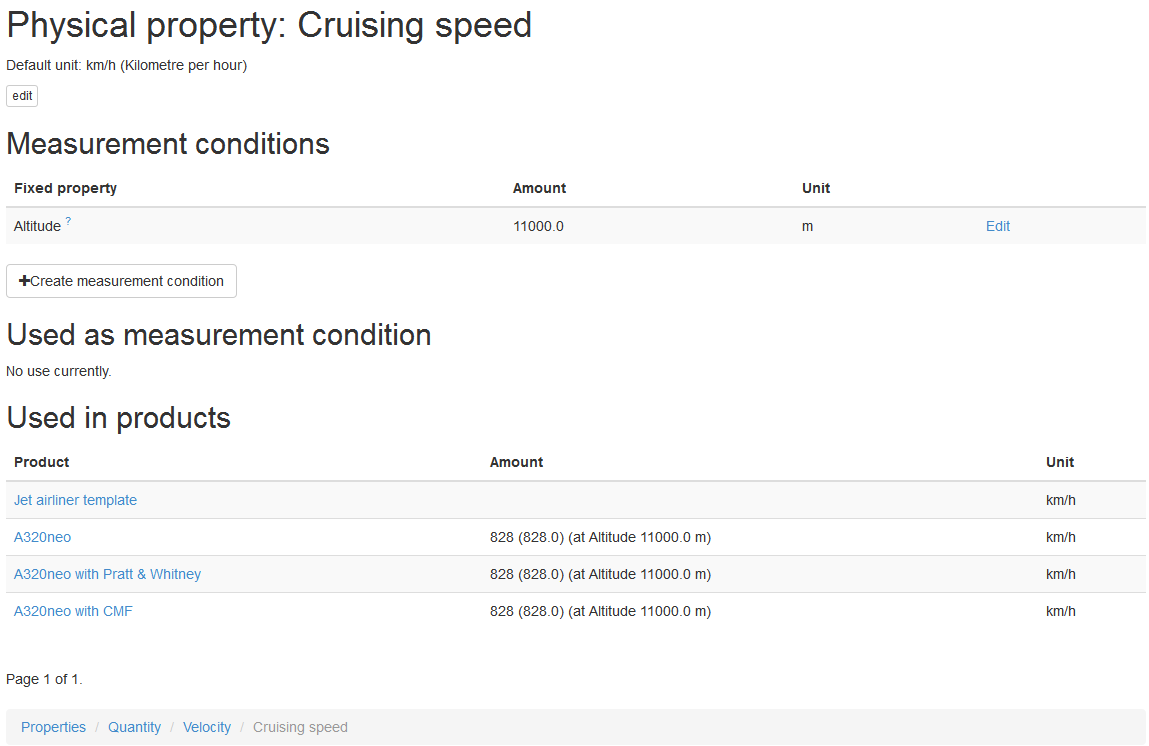 Physical property: Cruising speed
Default unit: km/h (Kilometre per hour)
edit
Measurement conditions
Fixed property Amount Unit
Altitude ? 11000.0 m Edit
+Create measurement condition
Used as measurement condition
No use currently.
Used in products
Product Amount Unit
Jet airliner template km/h
A320neo 828 (828.0) (at Altitude 11000.0 m) km/h
A320neo with Pratt & Whitney 828 (828.0) (at Altitude 11000.0 m) km/h
A320neo with CMF 828 (828.0) (at Altitude 11000.0 m) km/h
Page 1 of 1.
Properties / Quantity / Velocity / Cruising speed